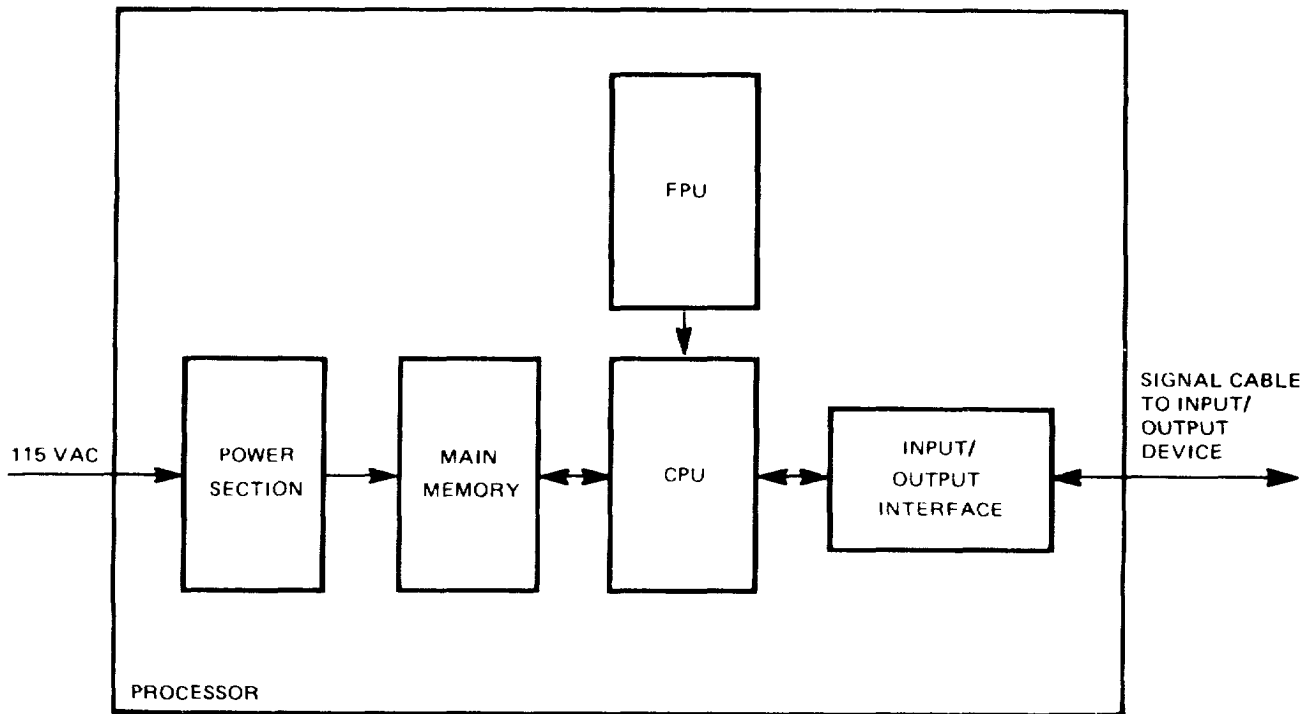 FPU
115 VAC
POWER
SECTION
MAIN
MEMORY
CPU
INPUT/
OUTPUT
INTERFACE
SIGNAL CABLE
TO INPUT/
OUTPUT
DEVICE
PROCESSOR